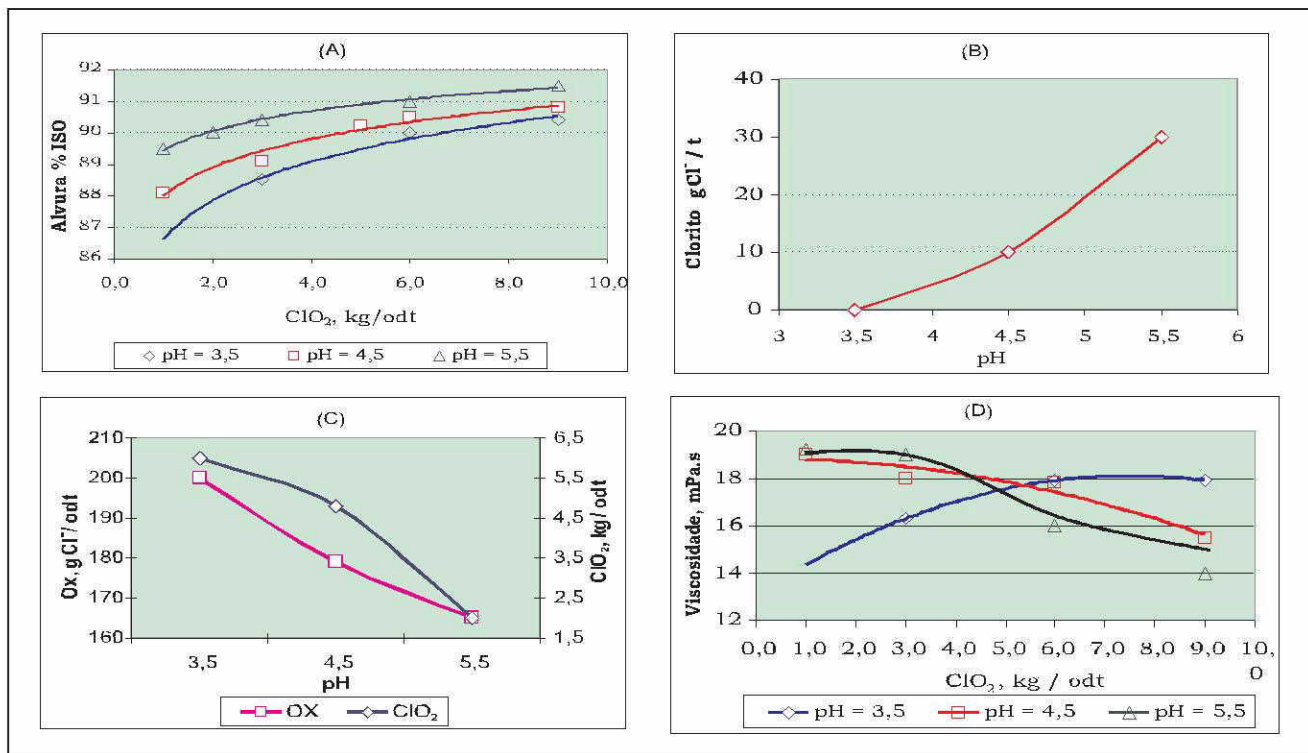 (A)
Alvura % ISO
92
91
90
89
88
87
86
0,0 2,0 4,0 6,0 8,0 10,0
ClO₂, kg/odt
pH = 3,5 pH = 4,5 pH = 5,5
(B)
Clorito gCl⁻/t
30
20
10
0
3 3,5 4 4,5 5 5,5 6
pH
(C)
Ox, gCl⁻/odt
210
200
190
180
170
160
6,5
5,5
4,5
3,5
2,5
1,5
ClO₂, kg/odt
3,5 4,5 5,5
pH
OX ClO₂
(D)
Viscosidade, mPa.s
20
18
16
14
12
0,0 1,0 2,0 3,0 4,0 5,0 6,0 7,0 8,0 9,0 10,
0
ClO₂, kg / odt
pH = 3,5 pH = 4,5 pH = 5,5